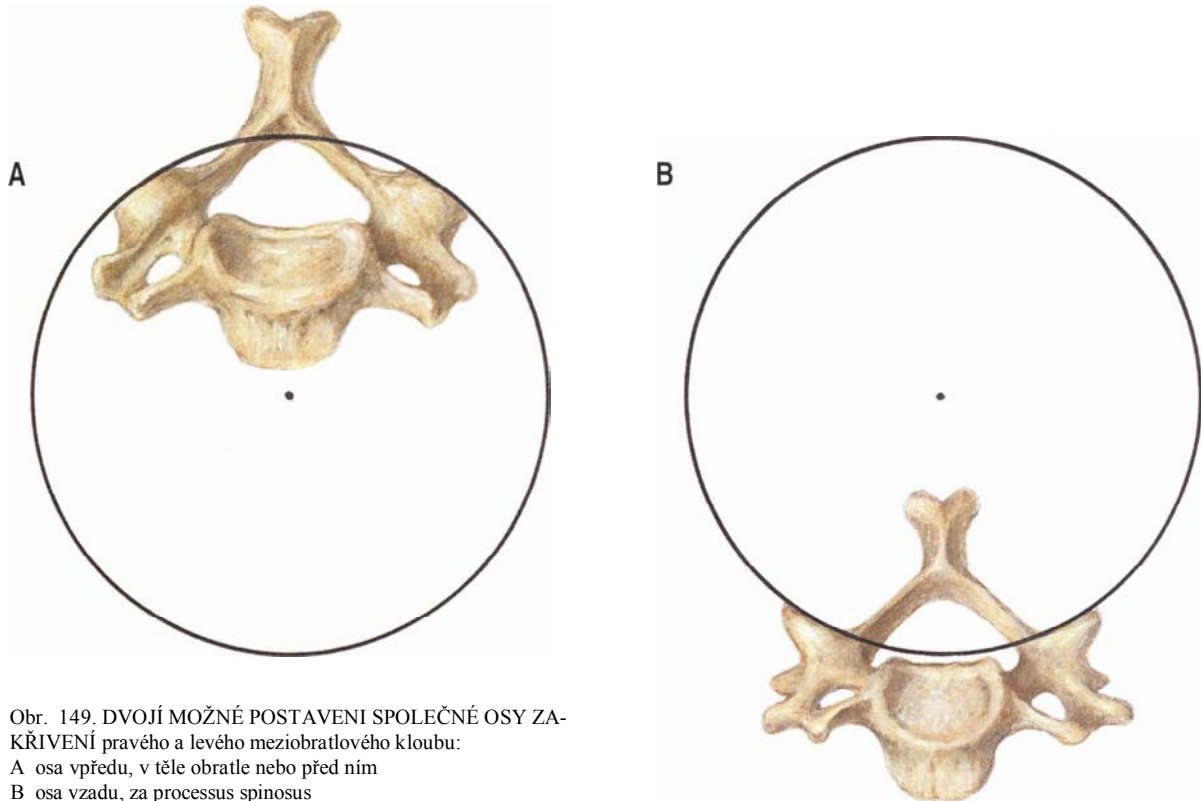 A
B
Obr. 149. DVOJÍ MOŽNÉ POSTAVENI SPOLEČNÉ OSY ZA-
KŘIVENÍ pravého a levého meziobratlového kloubu:
A osa vpředu, v těle obratle nebo před ním
B osa vzadu, za processus spinosus